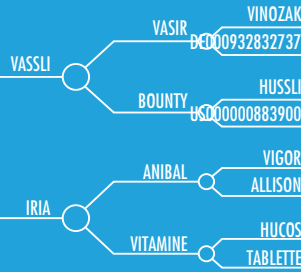 VINOZAK
VASIR
DE000932832737
VASSLI
HUSSLI
BOUNTY
US000000883900
VIGOR
ANIBAL
ALLISON
IRIA
HUCOS
VITAMINE
TABLETTE